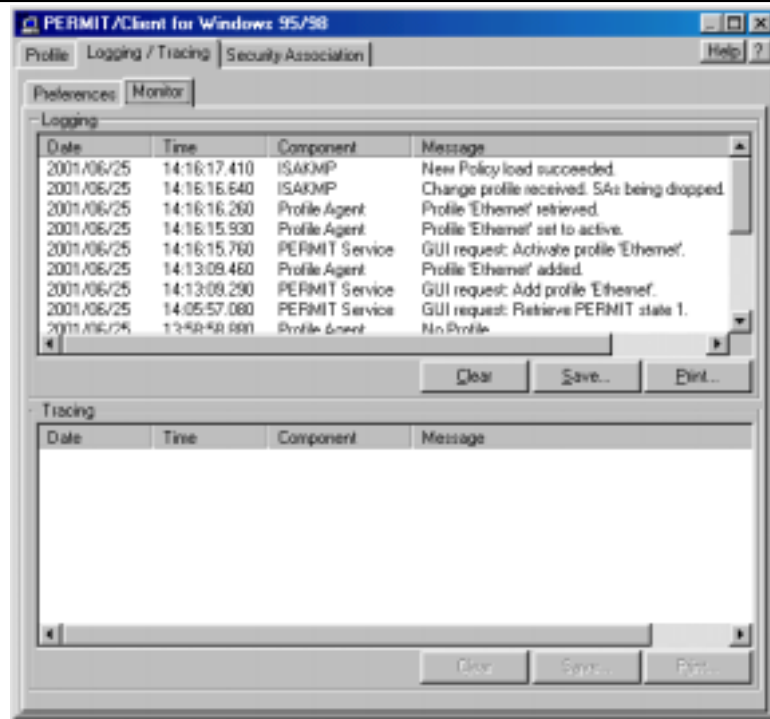 PERMIT/Client for Windows 95/98
Profile Logging / Tracing Security Association Help ?
Preferences Monitor
Logging
Date Time Component Message
2001/06/25 14:16:17.410 ISAKMP New Policy load succeeded.
2001/06/25 14:16:16.640 ISAKMP Change profile received. SAs being dropped.
2001/06/25 14:16:16.260 Profile Agent Profile 'Ethernet' retrieved.
2001/06/25 14:16:15.930 Profile Agent Profile 'Ethernet' set to active.
2001/06/25 14:16:15.760 PERMIT Service GUI request: Activate profile 'Ethernet'.
2001/06/25 14:13:09.460 Profile Agent Profile 'Ethernet' added.
2001/06/25 14:13:09.290 PERMIT Service GUI request: Add profile 'Ethernet'.
2001/06/25 14:05:57.080 PERMIT Service GUI request: Retrieve PERMIT state 1.
2001/06/25 13:58:58.880 Profile Agent No Profile
Clear Save... Print...
Tracing
Date Time Component Message
Clear Save... Print...